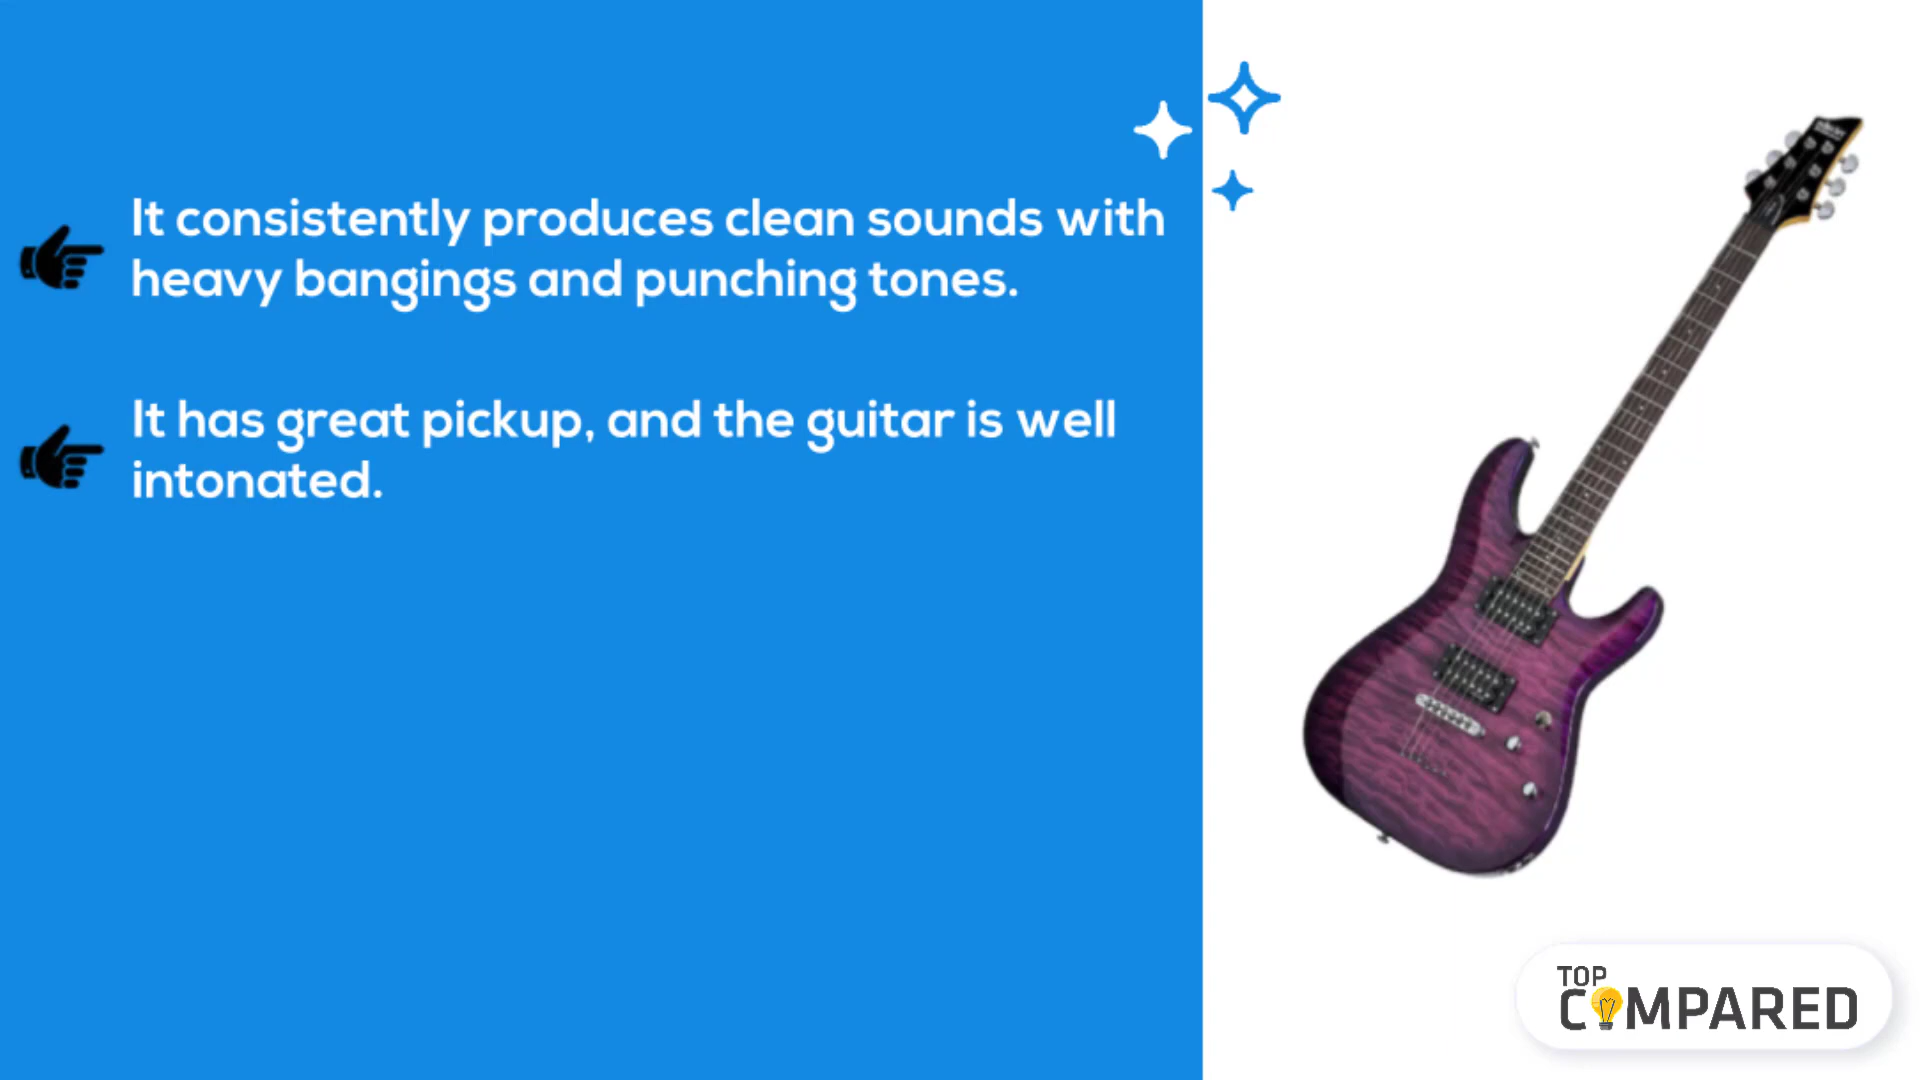 It consistently produces clean sounds with
heavy bangings and punching tones.
It has great pickup, and the guitar is well
intonated.
TOP
COMPARED